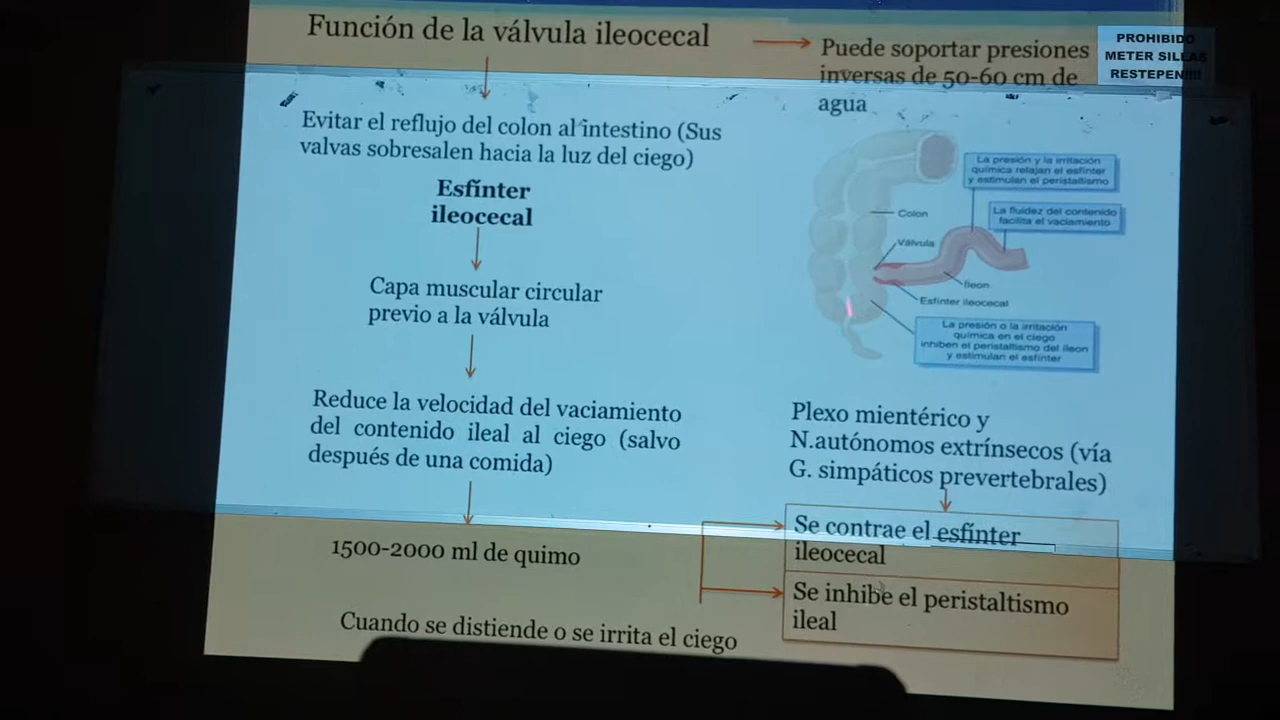 Función de la válvula ileocecal
Puede soportar presiones
inversas de 50-60 cm de
agua
PROHIBIDO
METER SILLAS
RESTEPEN!!!!
Evitar el reflujo del colon al intestino (Sus
valvas sobresalen hacia la luz del ciego)
Esfínter
ileocecal
Capa muscular circular
previo a la válvula
Reduce la velocidad del vaciamiento
del contenido ileal al ciego (salvo
después de una comida)
1500-2000 ml de quimo
Cuando se distiende o se irrita el ciego
La presión y la irritación
química relajan el esfínter
y estimulan el peristaltismo
La fluidez del contenido
facilita el vaciamiento
Colon
Válvula
Íleon
Esfínter ileocecal
La presión o la irritación
química en el ciego
inhiben el peristaltismo del íleon
y estimulan el esfínter
Plexo mientérico y
N.autónomos extrínsecos (vía
G. simpáticos prevertebrales)
Se contrae el esfínter
ileocecal
Se inhibe el peristaltismo
ileal